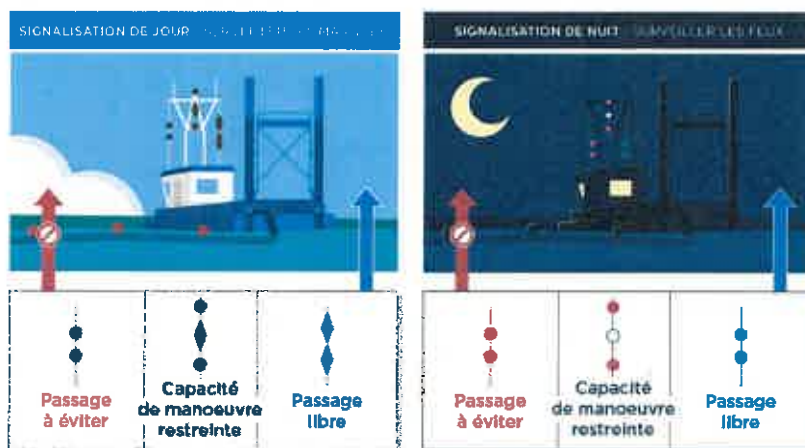 SIGNALISATION DE JOUR
Passage
à éviter
Capacité
de manoeuvre
restreinte
Passage
libre
SIGNALISATION DE NUIT SURVEILLER LES FEUX
Passage
à éviter
Capacité
de manoeuvre
restreinte
Passage
libre